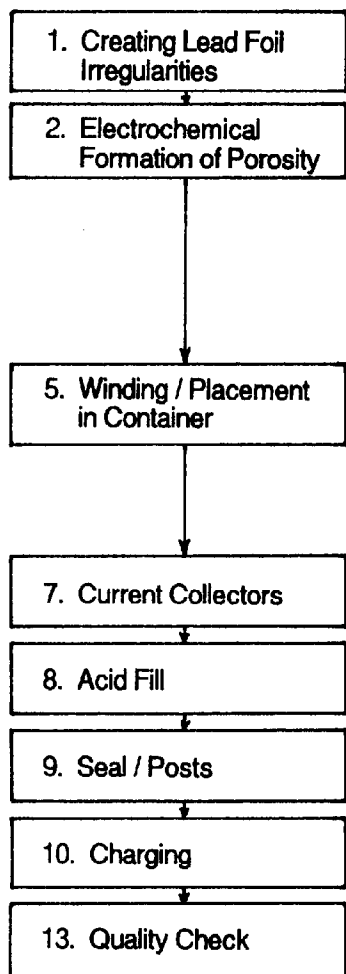 1. Creating Lead Foil
Irregularities
2. Electrochemical
Formation of Porosity
5. Winding / Placement
in Container
7. Current Collectors
8. Acid Fill
9. Seal / Posts
10. Charging
13. Quality Check